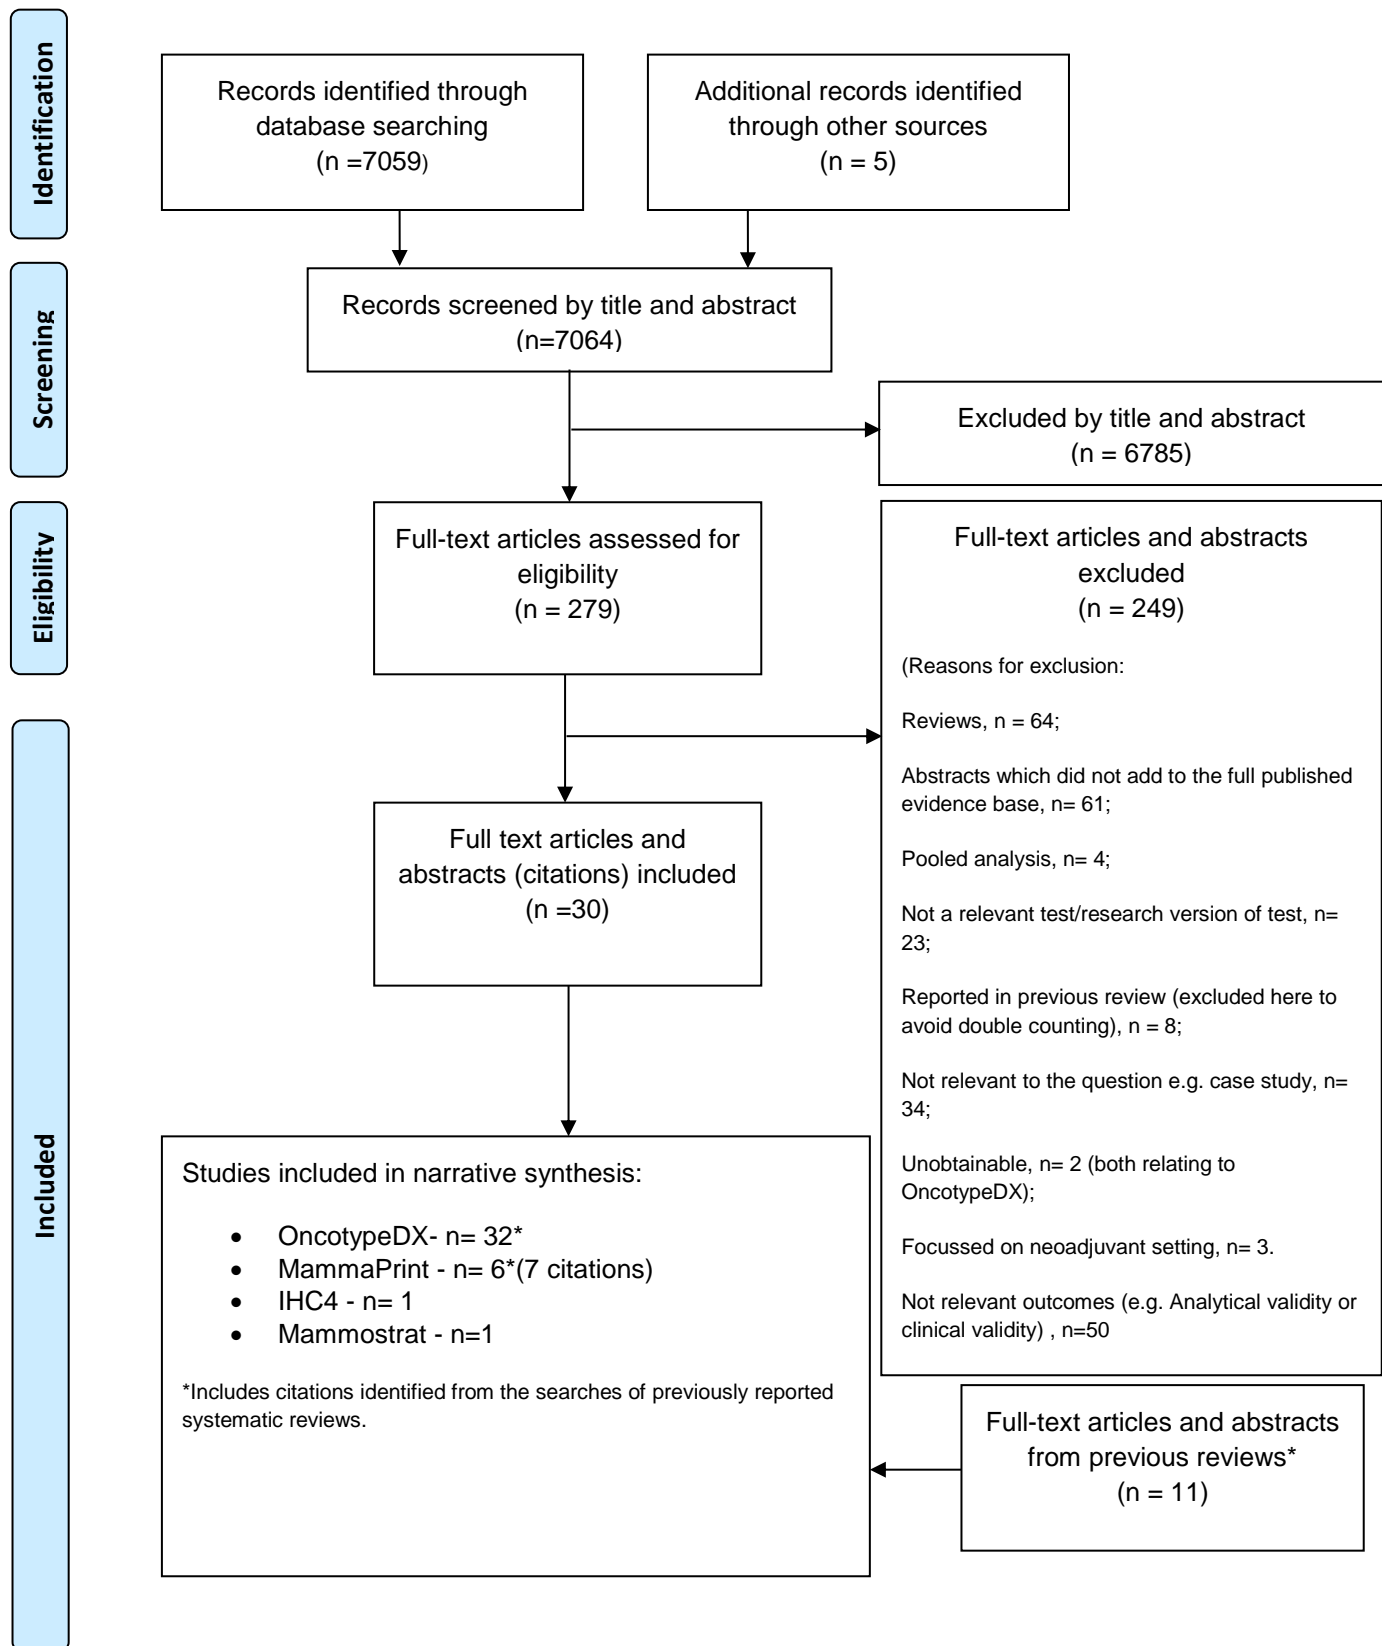 Identification
Records identified through
database searching
(n =7059)
Additional records identified
through other sources
(n = 5)
Screening
Records screened by title and abstract
(n=7064)
Excluded by title and abstract
(n = 6785)
Eligibility
Full-text articles assessed for
eligibility
(n = 279)
Full-text articles and abstracts
excluded
(n = 249)
(Reasons for exclusion:
Reviews, n = 64;
Abstracts which did not add to the full published
evidence base, n= 61;
Pooled analysis, n= 4;
Not a relevant test/research version of test, n=
23;
Reported in previous review (excluded here to
avoid double counting), n = 8;
Not relevant to the question e.g. case study, n=
34;
Unobtainable, n= 2 (both relating to
OncotypeDX);
Focussed on neoadjuvant setting, n= 3.
Not relevant outcomes (e.g. Analytical validity or
clinical validity) , n=50
Included
Full text articles and
abstracts (citations) included
(n =30)
Studies included in narrative synthesis:
• OncotypeDX- n= 32*
• MammaPrint - n= 6*(7 citations)
• IHC4 - n= 1
• Mammostrat - n=1
*Includes citations identified from the searches of previously reported
systematic reviews.
Full-text articles and abstracts
from previous reviews*
(n = 11)